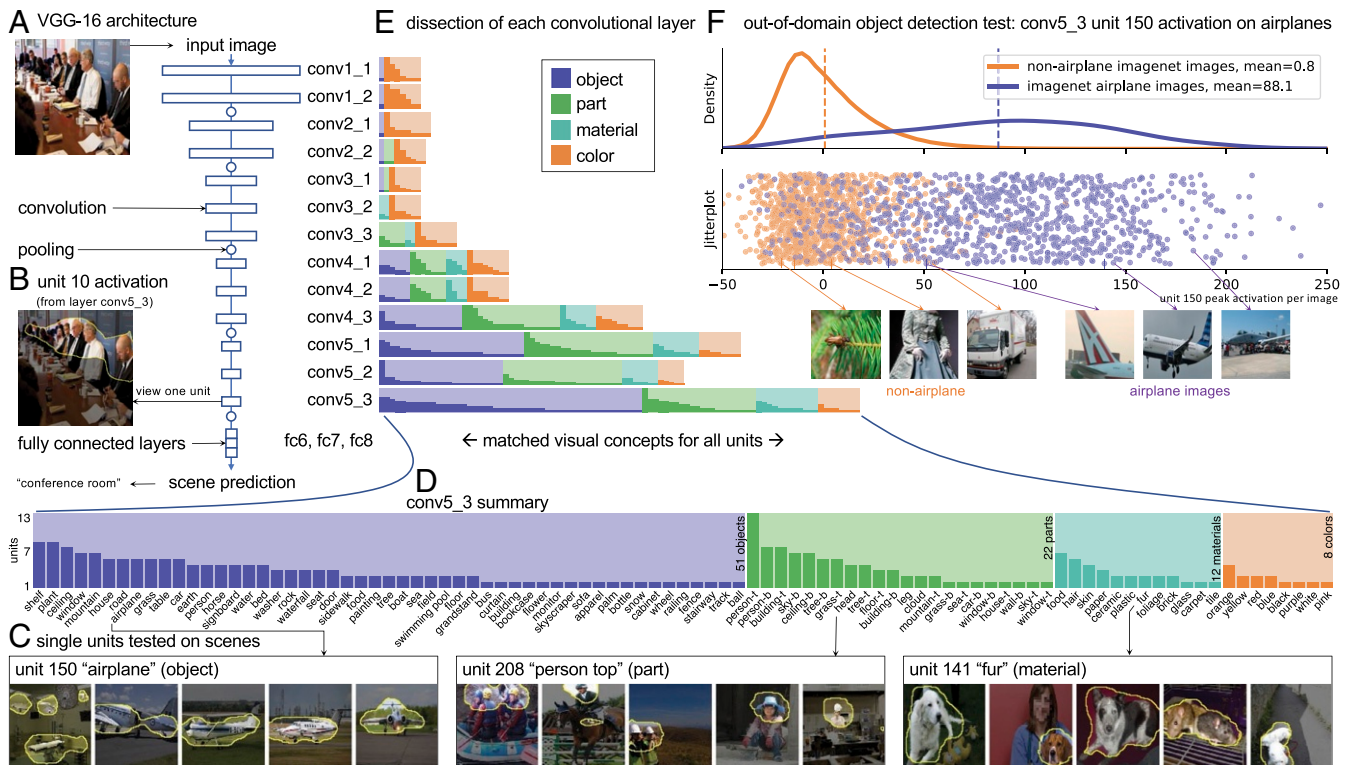 A VGG-16 architecture
input image
convolution
pooling
B unit 10 activation
(from layer conv5_3)
view one unit
fully connected layers
"conference room"
scene prediction
E dissection of each convolutional layer
conv1_1
conv1_2
conv2_1
conv2_2
conv3_1
conv3_2
conv3_3
conv4_1
conv4_2
conv4_3
conv5_1
conv5_2
conv5_3
fc6, fc7, fc8
object
part
material
color
← matched visual concepts for all units →
F out-of-domain object detection test: conv5_3 unit 150 activation on airplanes
non-airplane imagenet images, mean=0.8
imagenet airplane images, mean=88.1
Density
Jitterplot
−50 0 50 100 150 200 250
unit 150 peak activation per image
non-airplane
airplane images
D
conv5_3 summary
units
13
7
1
51 objects
22 parts
12 materials
8 colors
shelf
plant
ceiling
window
mountain
house
road
airplane
grass
table
car
earth
person
horse
signboard
water
bed
washer
rock
waterfall
seat
door
sidewalk
food
painting
tree
boat
sea
field
swimming pool
floor
grandstand
bus
train
curtain
building
bookcase
flower
monitor
skyscraper
sofa
apparel
palm
bottle
snow
cabinet
wheel
railing
fence
stairway
track
ball
person-t
person-b
building-t
sky-b
ceiling-b
tree-b
grass-t
head
tree-t
floor-t
building-b
leg
cloud
mountain-t
grass-b
sea-t
window-b
house-t
wall-b
sky-t
window-t
food
hair
skin
paper
ceramic
plastic
fur
foliage
brick
glass
carpet
tile
orange
yellow
red
blue
black
purple
white
pink
C single units tested on scenes
unit 150 "airplane" (object)
unit 208 "person top" (part)
unit 141 "fur" (material)